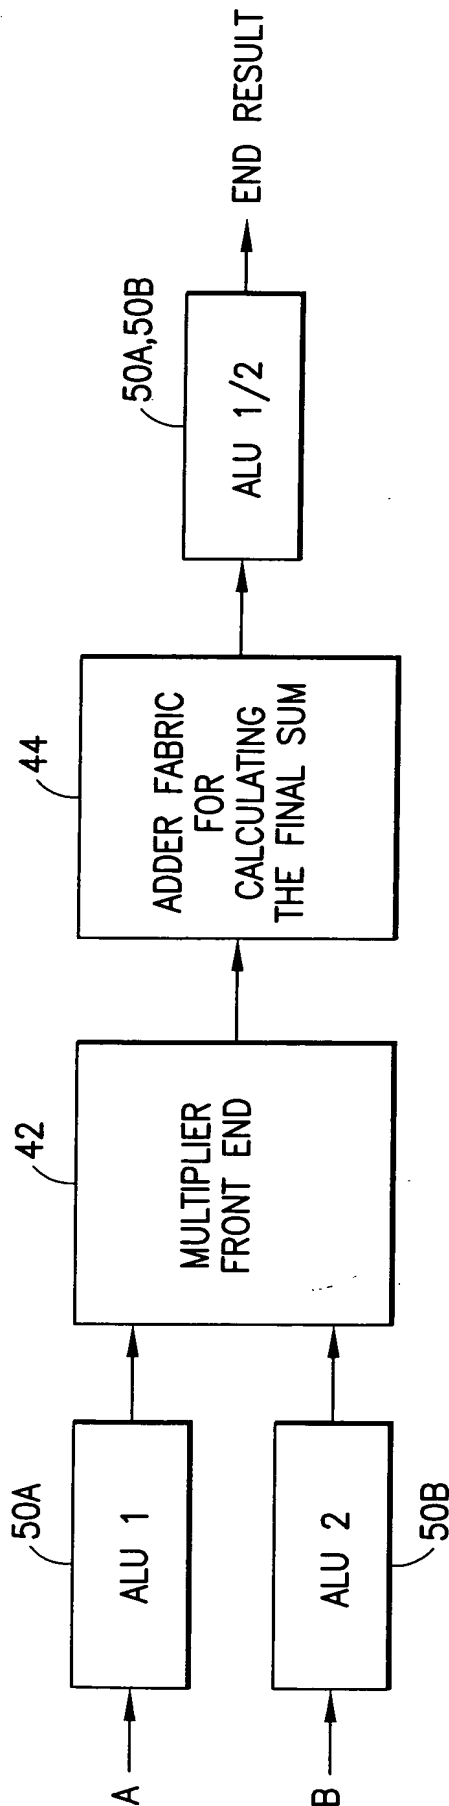 A
50A
ALU 1
B
ALU 2
50B
42
MULTIPLIER
FRONT END
44
ADDER FABRIC
FOR
CALCULATING
THE FINAL SUM
50A,50B
ALU 1/2
END RESULT